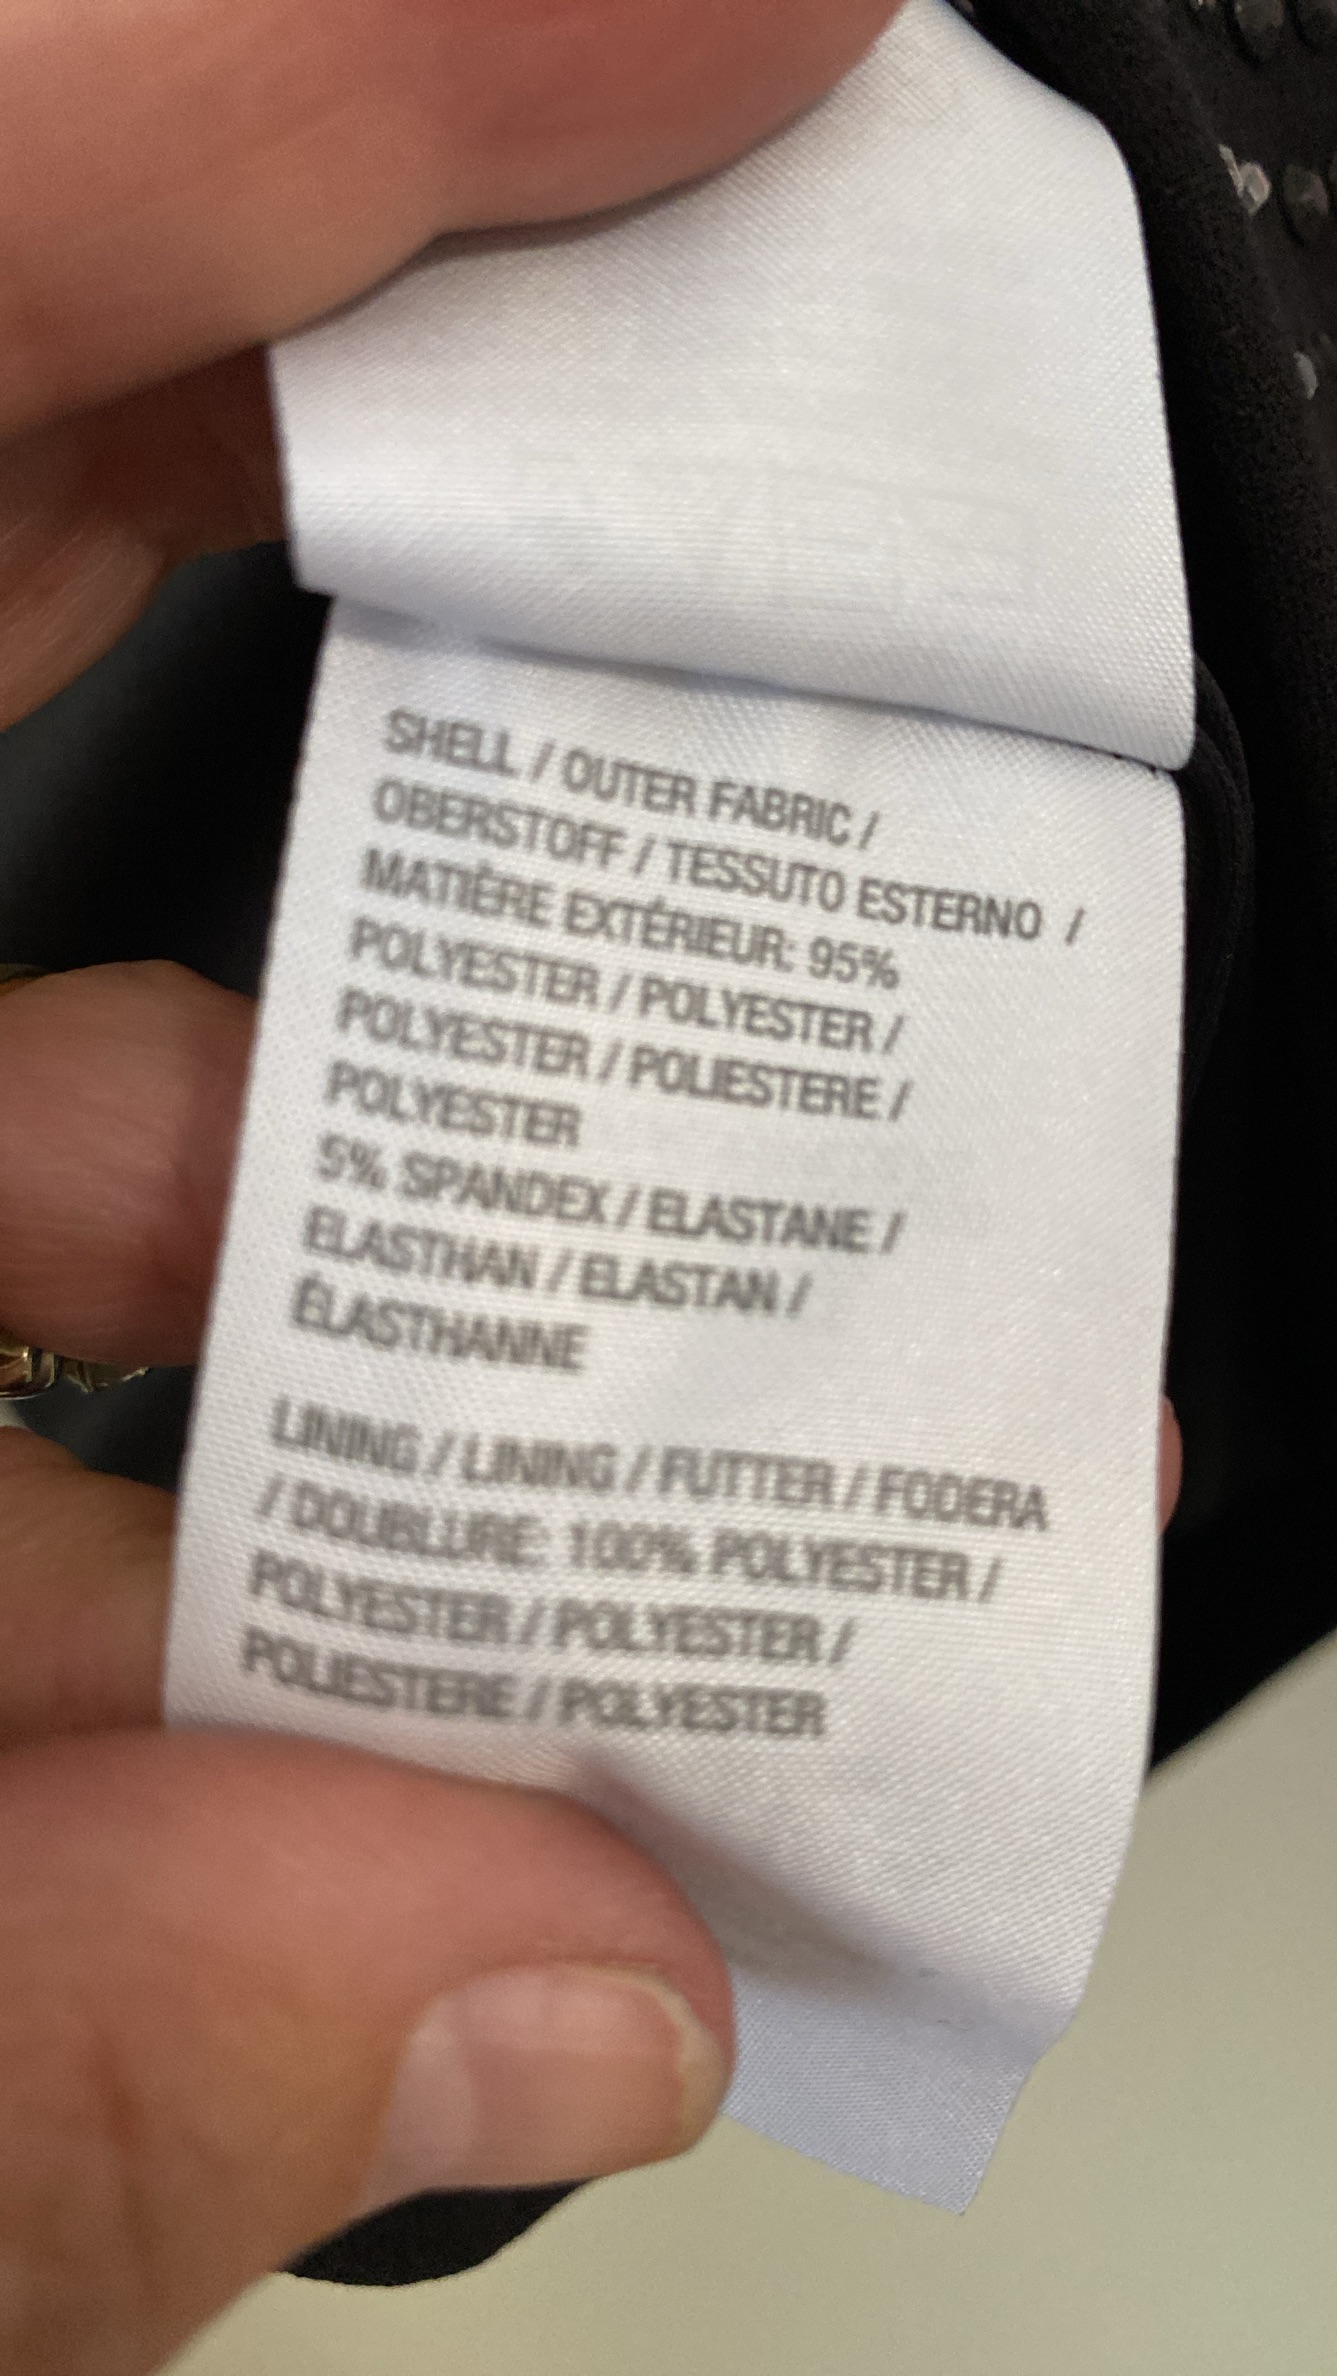 SHELL / OUTER FABRIC /
OBERSTOFF / TESSUTO ESTERNO /
MATIÈRE EXTÉRIEUR: 95%
POLYESTER / POLYESTER /
POLYESTER / POLIESTERE /
POLYESTER
5% SPANDEX / ELASTANE /
ELASTHAN / ELASTAN /
ÉLASTHANNE
LINING / LINING / FUTTER / FODERA
/ DOUBLURE: 100% POLYESTER /
POLYESTER / POLYESTER /
POLIESTERE / POLYESTER